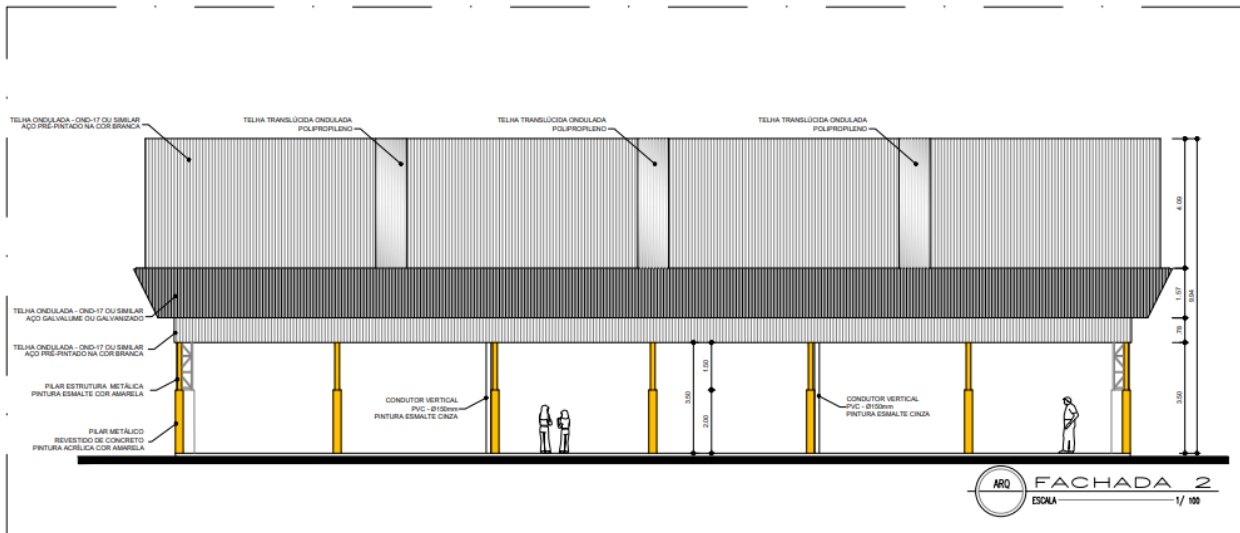 TELHA ONDULADA - OND-17 OU SIMILAR
AÇO PRÉ-PINTADO NA COR BRANCA
TELHA TRANSLÚCIDA ONDULADA
POLIPROPILENO
TELHA TRANSLÚCIDA ONDULADA
POLIPROPILENO
TELHA TRANSLÚCIDA ONDULADA
POLIPROPILENO
4.09
1.57
9.94
.78
3.50
TELHA ONDULADA - OND-17 OU SIMILAR
AÇO GALVALUME OU GALVANIZADO
TELHA ONDULADA - OND-17 OU SIMILAR
AÇO PRÉ-PINTADO NA COR BRANCA
PILAR ESTRUTURA METÁLICA
PINTURA ESMALTE COR AMARELA
PILAR METÁLICO
REVESTIDO DE CONCRETO
PINTURA ACRÍLICA COR AMARELA
CONDUTOR VERTICAL
PVC - Ø150mm
PINTURA ESMALTE CINZA
3.50
1.50
2.00
CONDUTOR VERTICAL
PVC - Ø150mm
PINTURA ESMALTE CINZA
ARQ
FACHADA 2
ESCALA 1/ 100